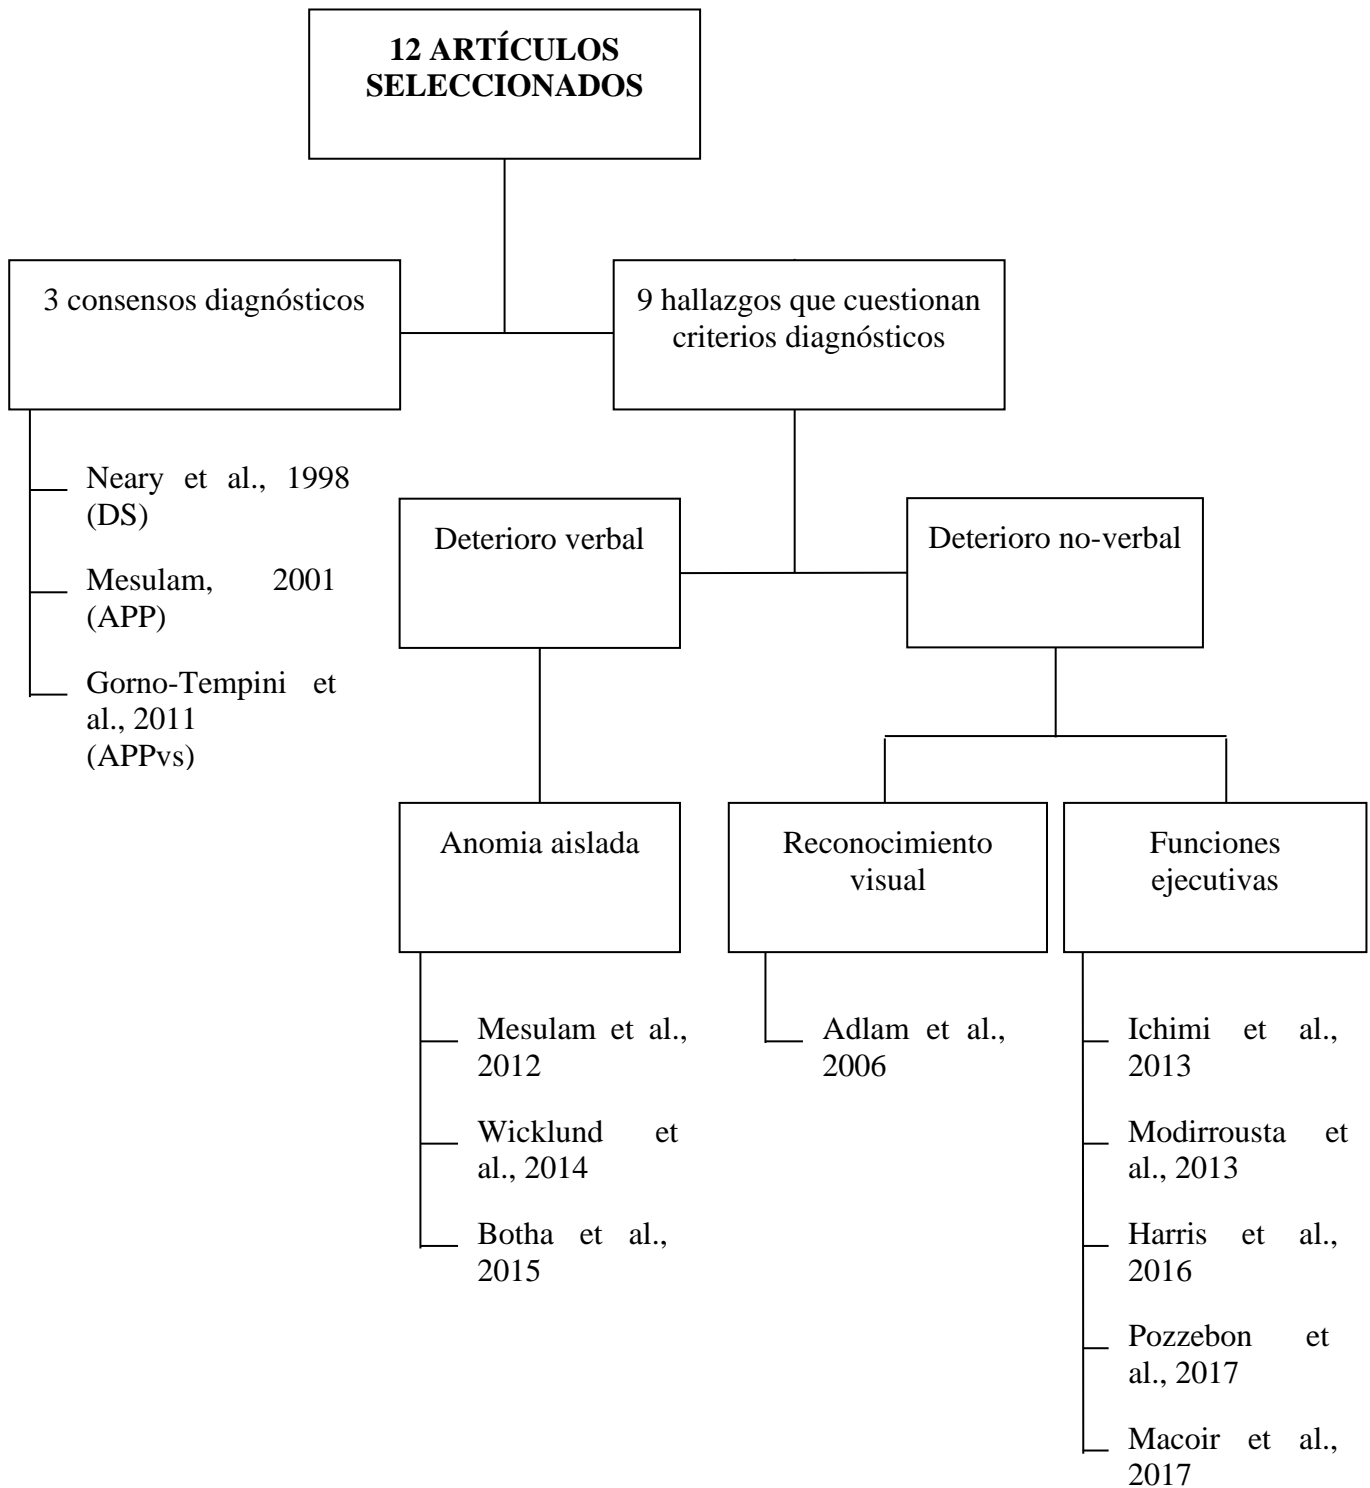 12 ARTÍCULOS
SELECCIONADOS
3 consensos diagnósticos
9 hallazgos que cuestionan
criterios diagnósticos
Neary et al., 1998
(DS)
Mesulam, 2001
(APP)
Gorno-Tempini et
al., 2011
(APPvs)
Deterioro verbal
Deterioro no-verbal
Anomia aislada
Reconocimiento
visual
Funciones
ejecutivas
Mesulam et al.,
2012
Wicklund et
al., 2014
Botha et al.,
2015
Adlam et al.,
2006
Ichimi et al.,
2013
Modirrousta et
al., 2013
Harris et al.,
2016
Pozzebon et
al., 2017
Macoir et al.,
2017